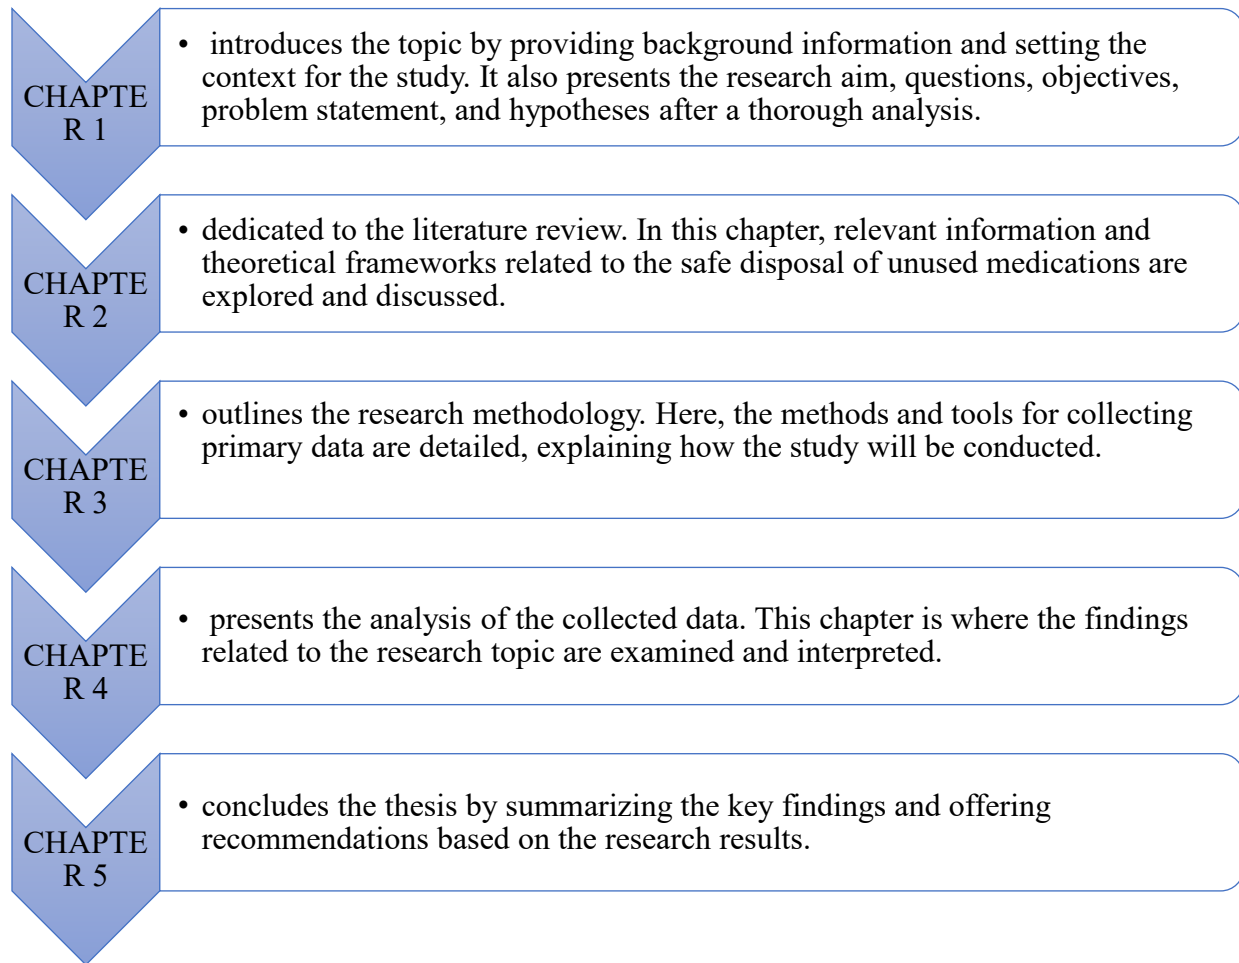 CHAPTE
R 1
• introduces the topic by providing background information and setting the
context for the study. It also presents the research aim, questions, objectives,
problem statement, and hypotheses after a thorough analysis.
CHAPTE
R 2
• dedicated to the literature review. In this chapter, relevant information and
theoretical frameworks related to the safe disposal of unused medications are
explored and discussed.
CHAPTE
R 3
• outlines the research methodology. Here, the methods and tools for collecting
primary data are detailed, explaining how the study will be conducted.
CHAPTE
R 4
• presents the analysis of the collected data. This chapter is where the findings
related to the research topic are examined and interpreted.
CHAPTE
R 5
• concludes the thesis by summarizing the key findings and offering
recommendations based on the research results.